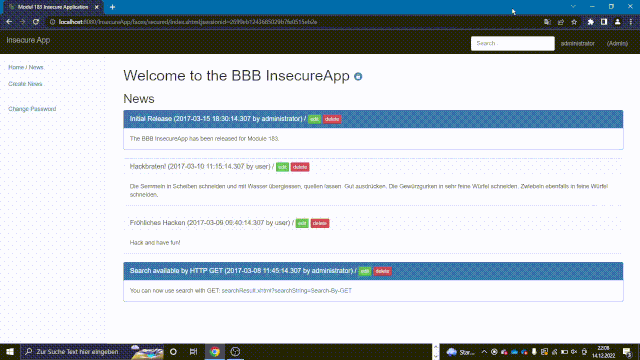 Modul 183 Insecure Application
localhost:8080/InsecureApp/faces/secured/index.xhtml;jsessionid=
Insecure App
Search
administrator
(Admin)
Home / News
Create News
Change Password
Welcome to the BBB InsecureApp
News
Initial Release (2017-03-15 18:30:14.307 by administrator) / edit delete
The BBB InsecureApp has been released for Module 183.
Hackbraten! (2017-03-10 11:15:14.307 by user) / edit delete
Die Semmeln in Scheiben schneiden und mit Wasser übergiessen, quellen lassen. Gut ausdrücken. Die Gewürzgurken in sehr feine Würfel schneiden. Zwiebeln ebenfalls in feine Würfel
schneiden.
Fröhliches Hacken (2017-03-09 09:40:14.307 by user) / edit delete
Hack and have fun!
Search available by HTTP GET (2017-03-08 11:45:14.307 by administrator) / edit delete
You can now use search with GET: searchResult.xhtml?searchString=Search-By-GET
Zur Suche Text hier eingeben
Star...
22:08
14.12.2022